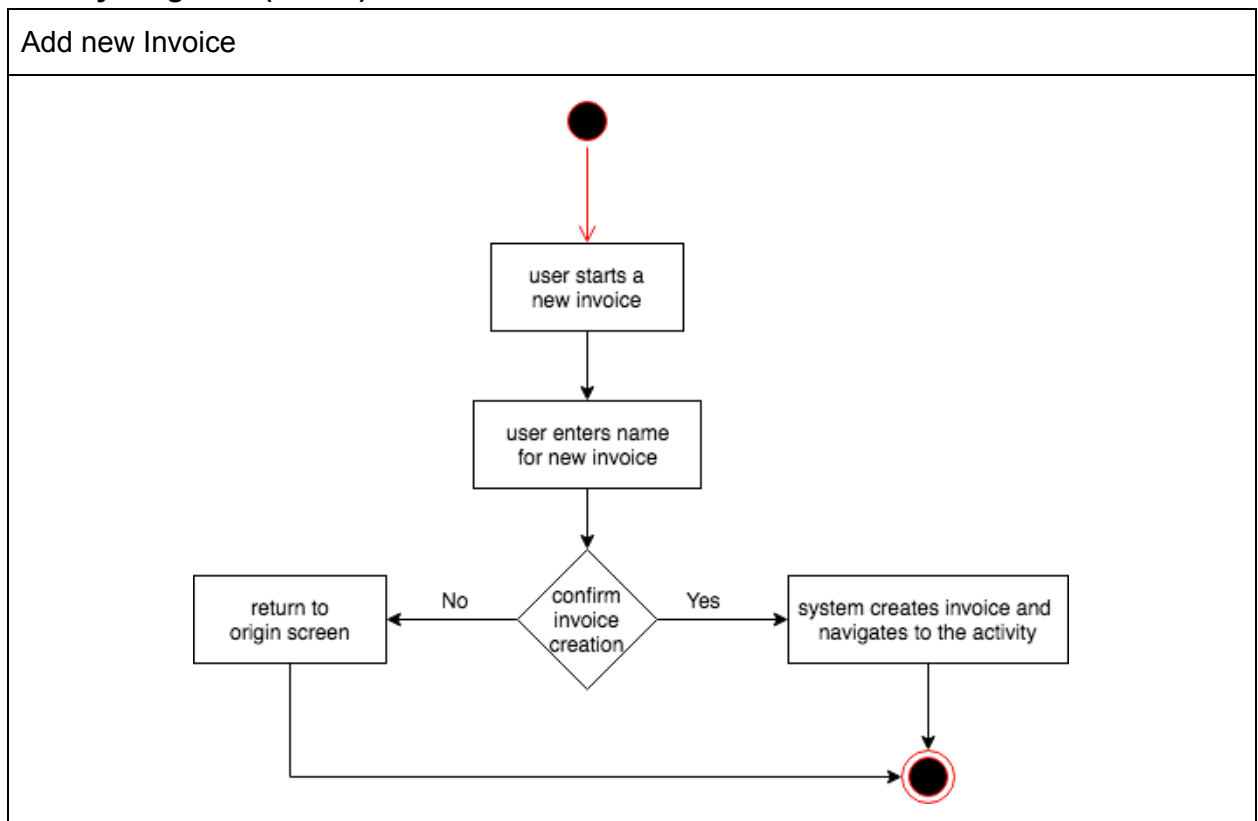 Add new Invoice
user starts a
new invoice
user enters name
for new invoice
confirm
invoice
creation
No
Yes
return to
origin screen
system creates invoice and
navigates to the activity